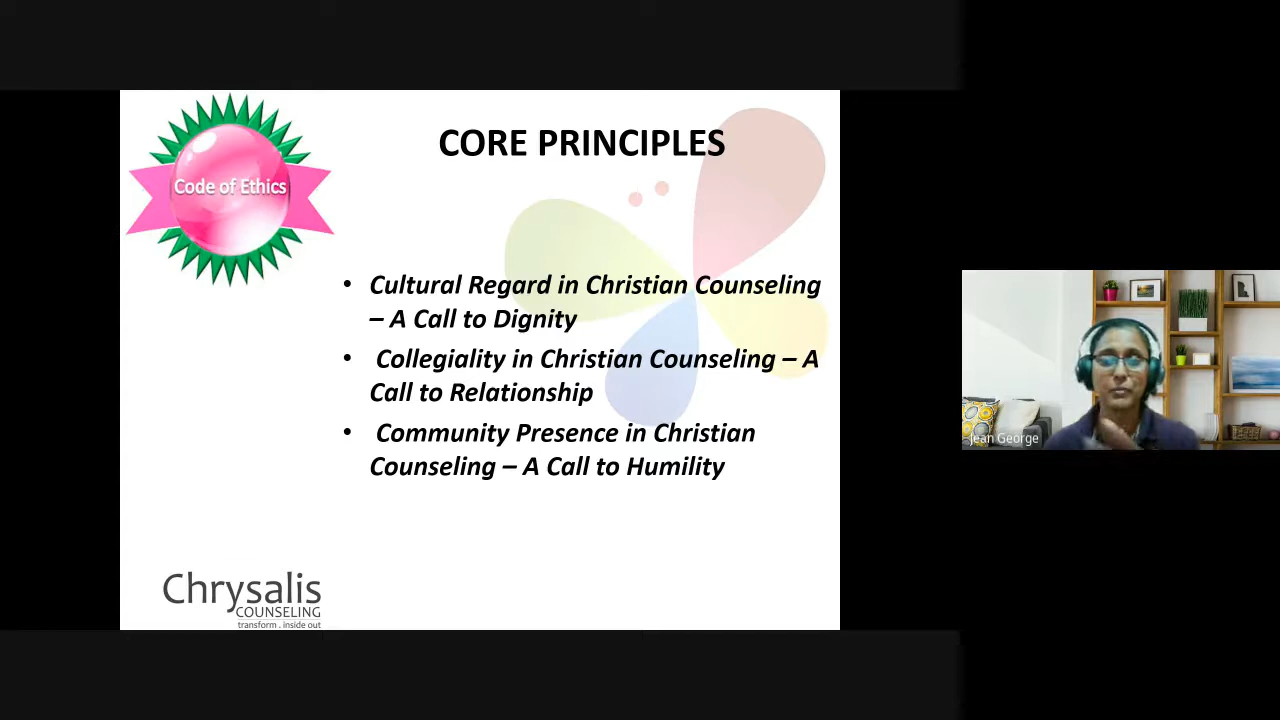 Code of Ethics
CORE PRINCIPLES
• Cultural Regard in Christian Counseling
– A Call to Dignity
• Collegiality in Christian Counseling – A
Call to Relationship
• Community Presence in Christian
Counseling – A Call to Humility
Chrysalis
COUNSELING
transform . inside out
Jean George